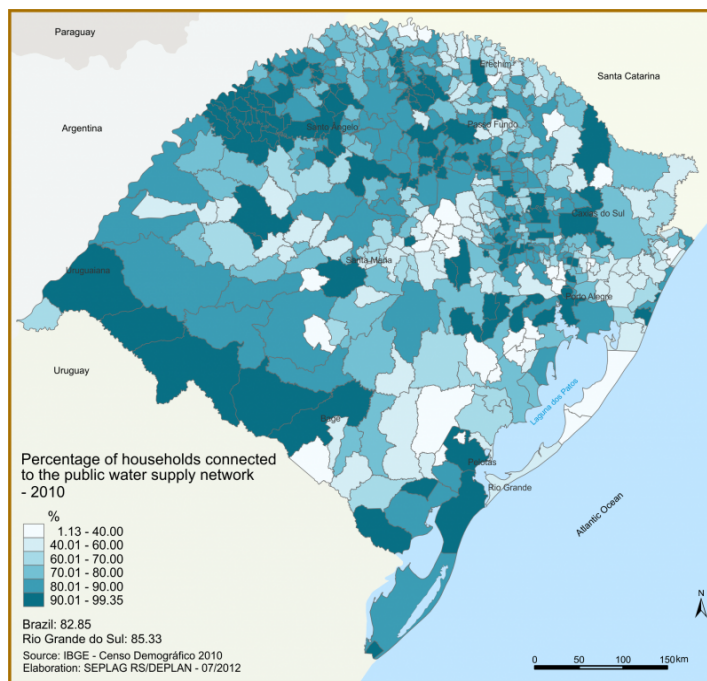 Paraguay
Santa Catarina
Erechim
Argentina
Santo Ângelo
Passo Fundo
Caxias do Sul
Santa Maria
Uruguaiana
Porto Alegre
Uruguay
Laguna dos Patos
Bagé
Pelotas
Rio Grande
Atlantic Ocean
Percentage of households connected
to the public water supply network
- 2010
%
1.13 - 40.00
40.01 - 60.00
60.01 - 70.00
70.01 - 80.00
80.01 - 90.00
90.01 - 99.35
Brazil: 82.85
Rio Grande do Sul: 85.33
Source: IBGE - Censo Demográfico 2010
Elaboration: SEPLAG RS/DEPLAN - 07/2012
N
0 50 100 150 km